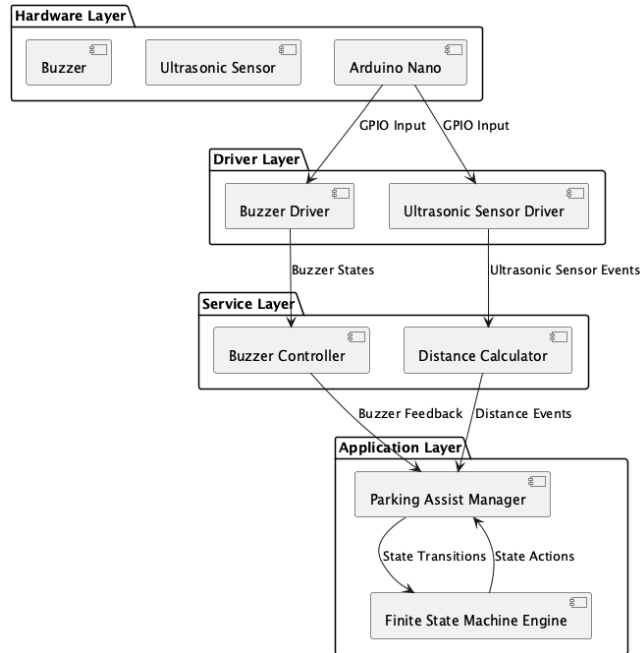 Hardware Layer
Buzzer
Ultrasonic Sensor
Arduino Nano
GPIO Input
GPIO Input
Driver Layer
Buzzer Driver
Ultrasonic Sensor Driver
Buzzer States
Ultrasonic Sensor Events
Service Layer
Buzzer Controller
Distance Calculator
Buzzer Feedback
Distance Events
Application Layer
Parking Assist Manager
State Transitions
State Actions
Finite State Machine Engine